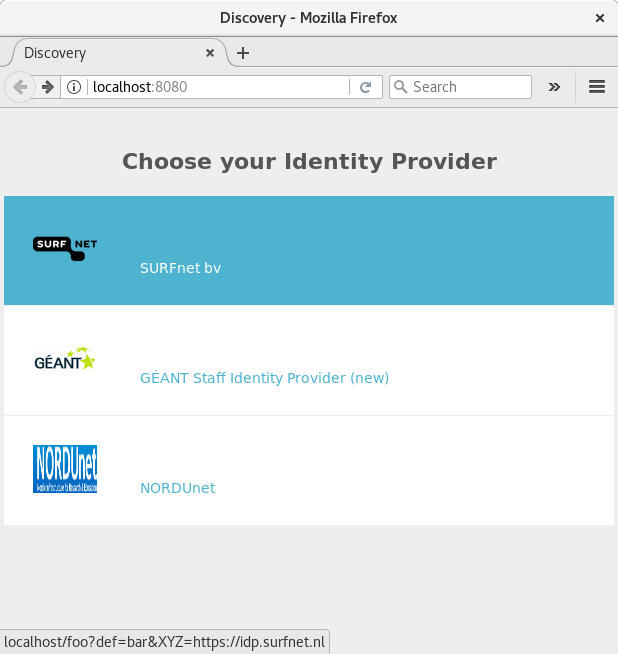 Discovery - Mozilla Firefox
Discovery
localhost:8080
Search
Choose your Identity Provider
SURF NET
SURFnet bv
GÉANT
GÉANT Staff Identity Provider (new)
NORDUnet
NORDUnet
localhost/foo?def=bar&XYZ=https://idp.surfnet.nl